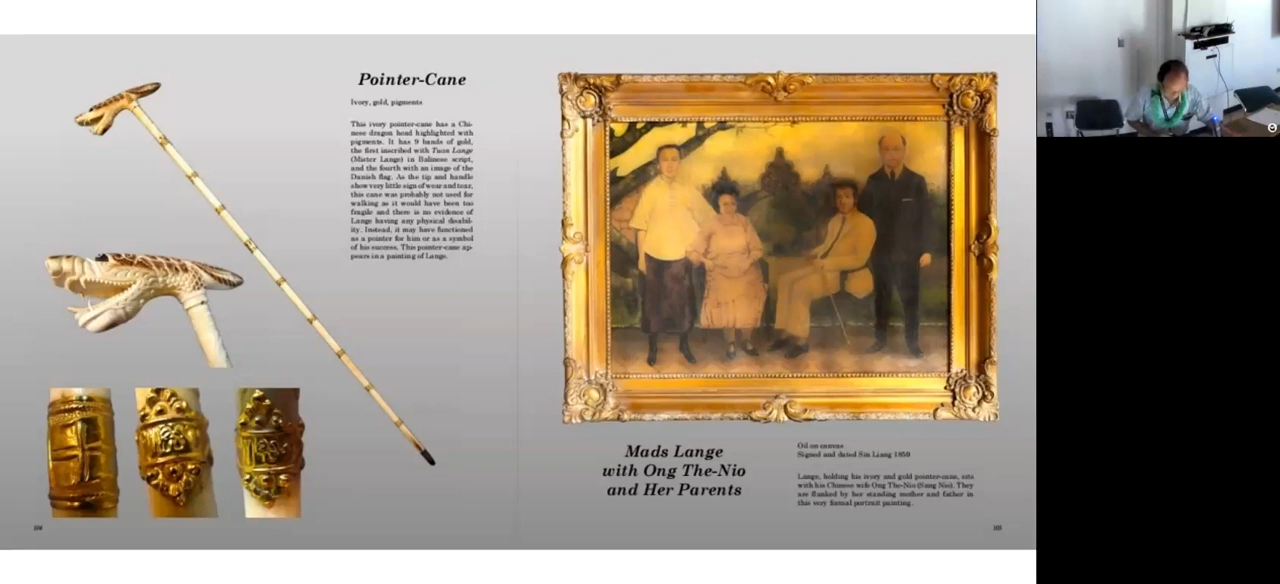 Pointer-Cane
Ivory, gold, pigments
This ivory pointer-cane has a Chi-
nese dragon head highlighted with
pigments. It has 9 bands of gold,
the first inscribed with Tuan Lange
(Mister Lange) in Balinese script,
and the fourth with an image of the
Danish flag. As the tip and handle
show very little sign of wear and tear,
this cane was probably not used for
walking as it would have been too
fragile and there is no evidence of
Lange having any physical disabil-
ity. Instead, it may have functioned
as a pointer for him or as a symbol
of his success. This pointer-cane ap-
pears in a painting of Lange.
Mads Lange
with Ong The-Nio
and Her Parents
Oil on canvas
Signed and dated Sin Liang 1850
Lange, holding his ivory and gold pointer-cane, sits
with his Chinese wife Ong The-Nio (Sang Nio). They
are flanked by her standing mother and father in
this very formal portrait painting.